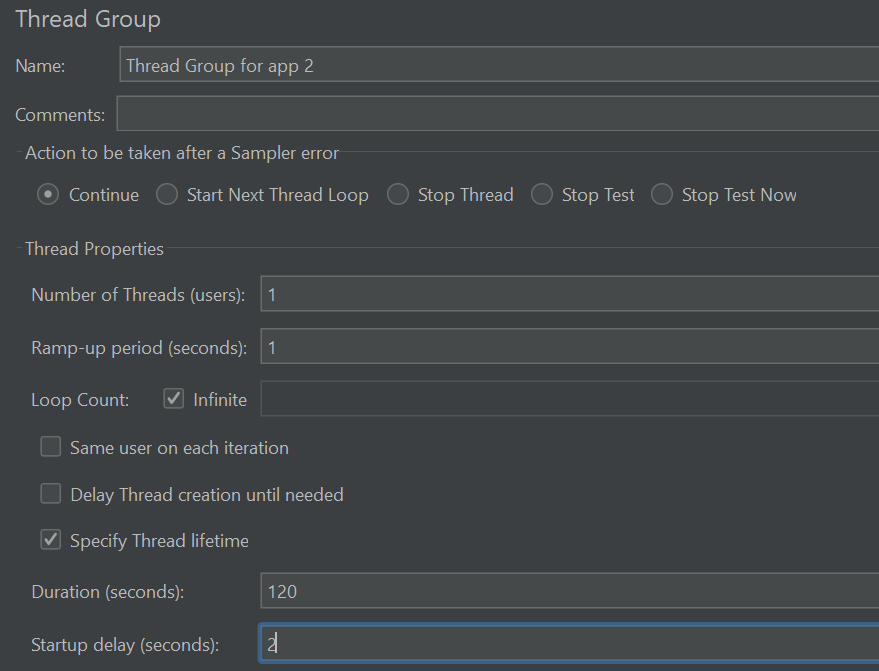 Thread Group
Name: Thread Group for app 2
Comments:
Action to be taken after a Sampler error
Continue Start Next Thread Loop Stop Thread Stop Test Stop Test Now
Thread Properties
Number of Threads (users): 1
Ramp-up period (seconds): 1
Loop Count: Infinite
Same user on each iteration
Delay Thread creation until needed
Specify Thread lifetime
Duration (seconds): 120
Startup delay (seconds): 2